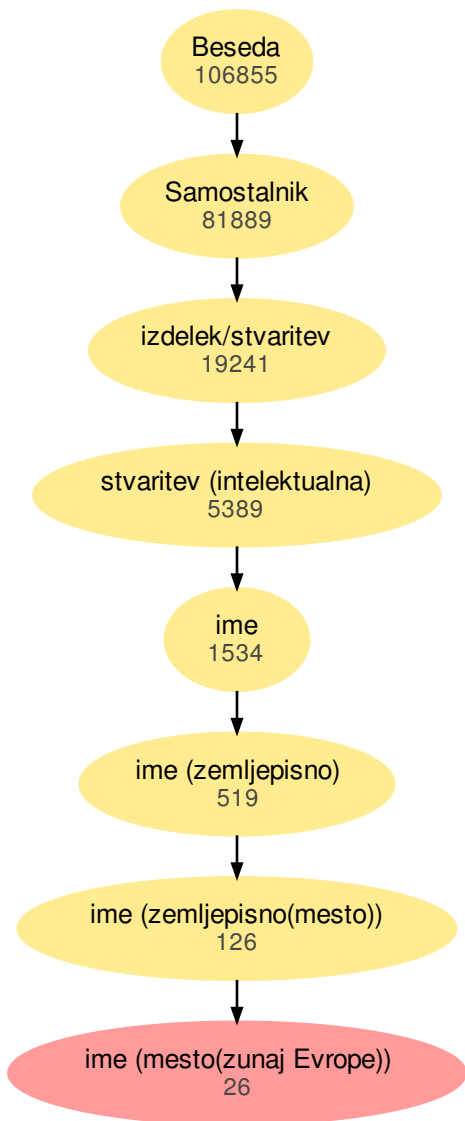 Beseda
106855
Samostalnik
81889
izdelek/stvaritev
19241
stvaritev (intelektualna)
5389
ime
1534
ime (zemljepisno)
519
ime (zemljepisno(mesto))
126
ime (mesto(zunaj Evrope))
26